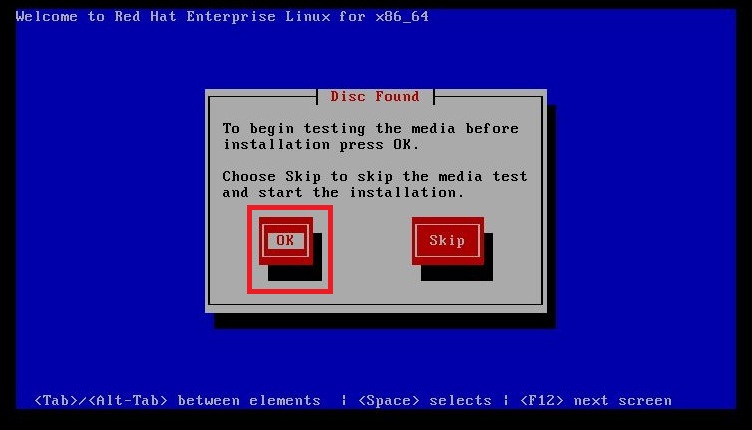 Welcome to Red Hat Enterprise Linux for x86_64
Disc Found
To begin testing the media before
installation press OK.
Choose Skip to skip the media test
and start the installation.
OK
Skip
<Tab>/<Alt-Tab> between elements | <Space> selects | <F12> next screen